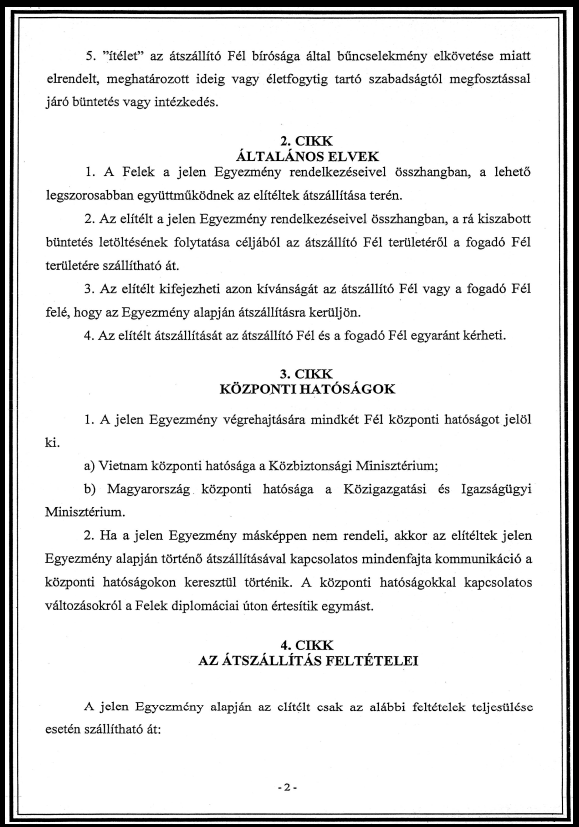 5. ”ítélet” az átszállító Fél bírósága által bűncselekmény elkövetése miatt
elrendelt, meghatározott ideig vagy életfogytig tartó szabadságtól megfosztással
járó büntetés vagy intézkedés.
2. CIKK
ÁLTALÁNOS ELVEK
1. A Felek a jelen Egyezmény rendelkezéseivel összhangban, a lehető
legszorosabban együttműködnek az elítéltek átszállítása terén.
2. Az elítélt a jelen Egyezmény rendelkezéseivel összhangban, a rá kiszabott
büntetés letöltésének folytatása céljából az átszállító Fél területéről a fogadó Fél
területére szállítható át.
3. Az elítélt kifejezheti azon kívánságát az átszállító Fél vagy a fogadó Fél
felé, hogy az Egyezmény alapján átszállításra kerüljön.
4. Az elítélt átszállítását az átszállító Fél és a fogadó Fél egyaránt kérheti.
3. CIKK
KÖZPONTI HATÓSÁGOK
1. A jelen Egyezmény végrehajtására mindkét Fél központi hatóságot jelöl
ki.
a) Vietnam központi hatósága a Közbiztonsági Minisztérium;
b) Magyarország központi hatósága a Közigazgatási és Igazságügyi
Minisztérium.
2. Ha a jelen Egyezmény másképpen nem rendeli, akkor az elítéltek jelen
Egyezmény alapján történő átszállításával kapcsolatos mindenfajta kommunikáció a
központi hatóságokon keresztül történik. A központi hatóságokkal kapcsolatos
változásokról a Felek diplomáciai úton értesítik egymást.
4. CIKK
AZ ÁTSZÁLLÍTÁS FELTÉTELEI
A jelen Egyezmény alapján az elítélt csak az alábbi feltételek teljesülése
esetén szállítható át:
- 2 -